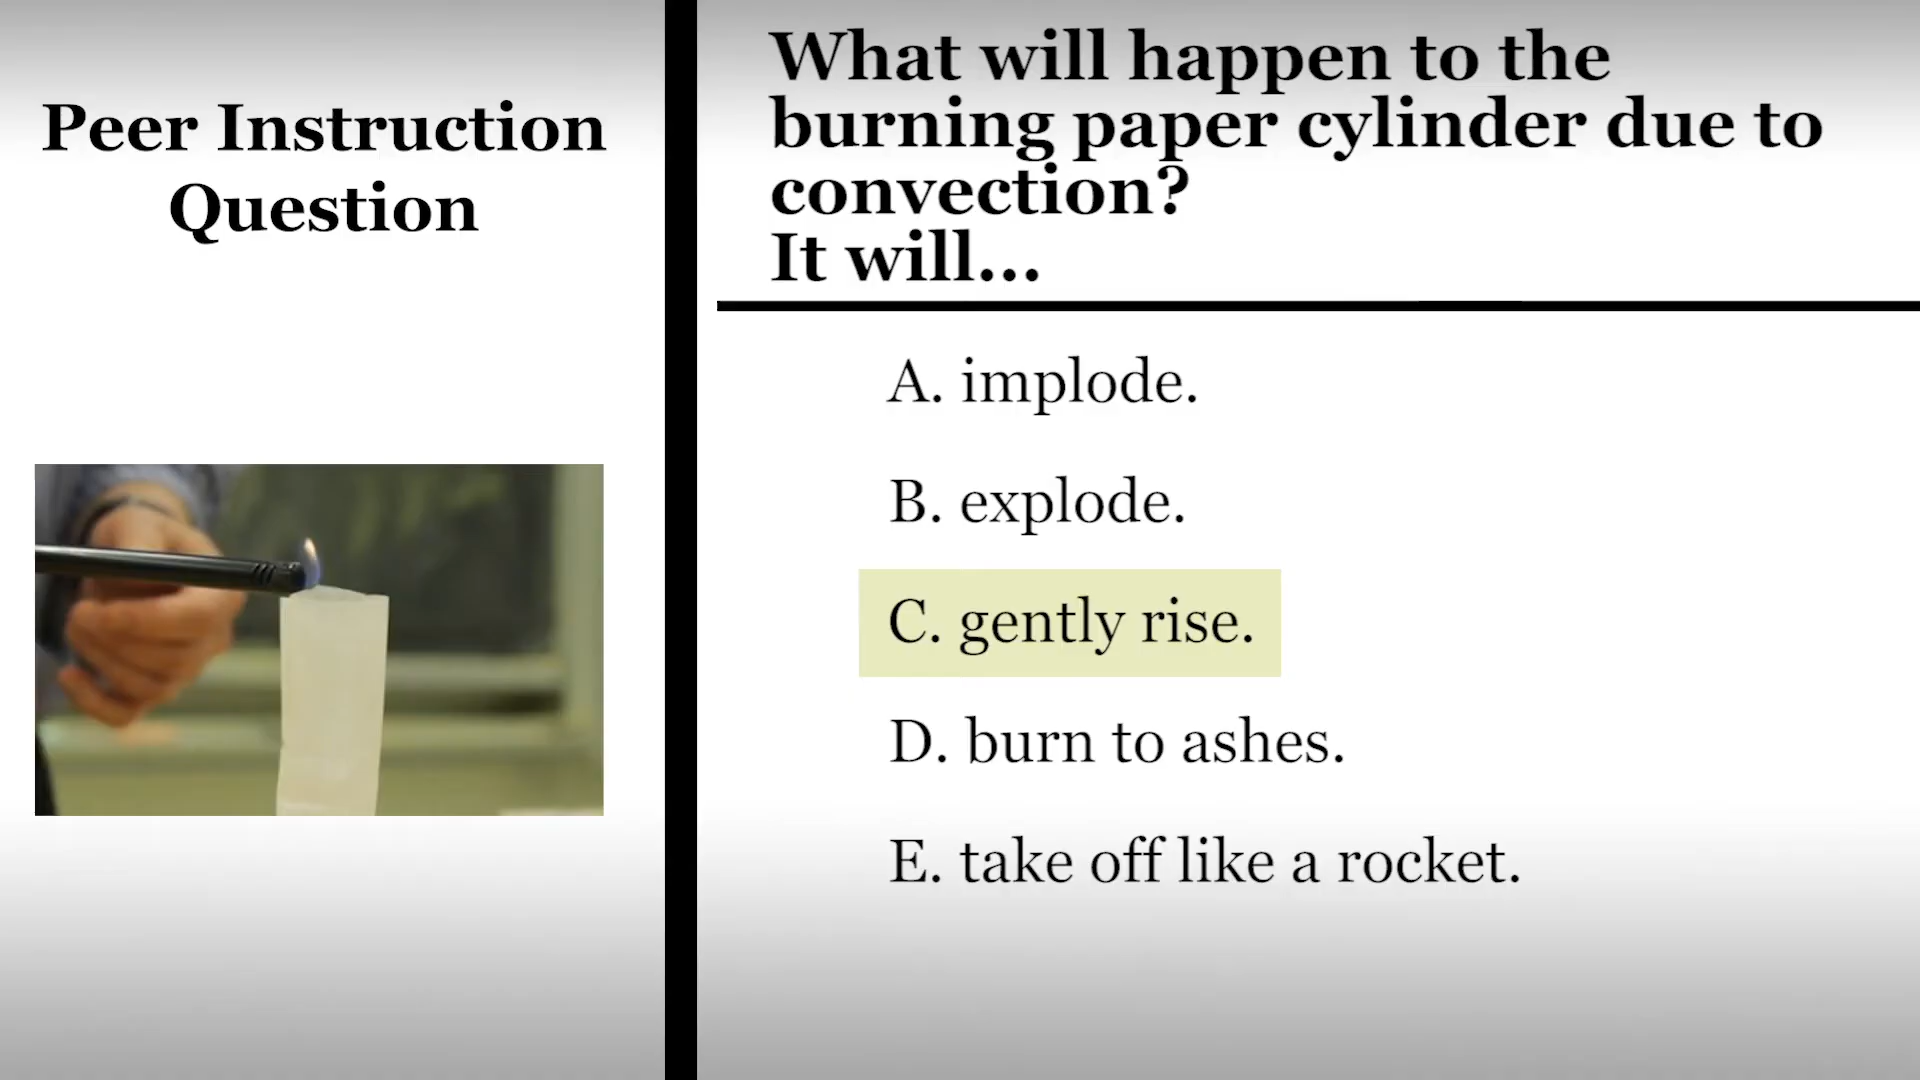 Peer Instruction
Question
What will happen to the
burning paper cylinder due to
convection?
It will...
A. implode.
B. explode.
C. gently rise.
D. burn to ashes.
E. take off like a rocket.